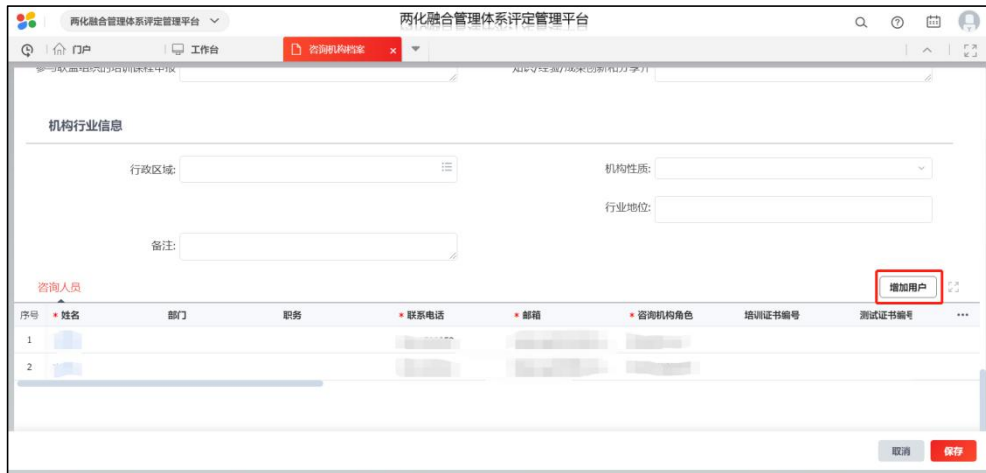 两化融合管理体系评定管理平台 两化融合管理体系评定管理平台
门户 工作台 咨询机构档案 ×
机构行业信息
行政区域: 机构性质:
行业地位:
备注:
咨询人员 增加用户
序号 * 姓名 部门 职务 * 联系电话 * 邮箱 * 咨询机构角色 培训证书编号 测试证书编号 •••
1
2
取消 保存